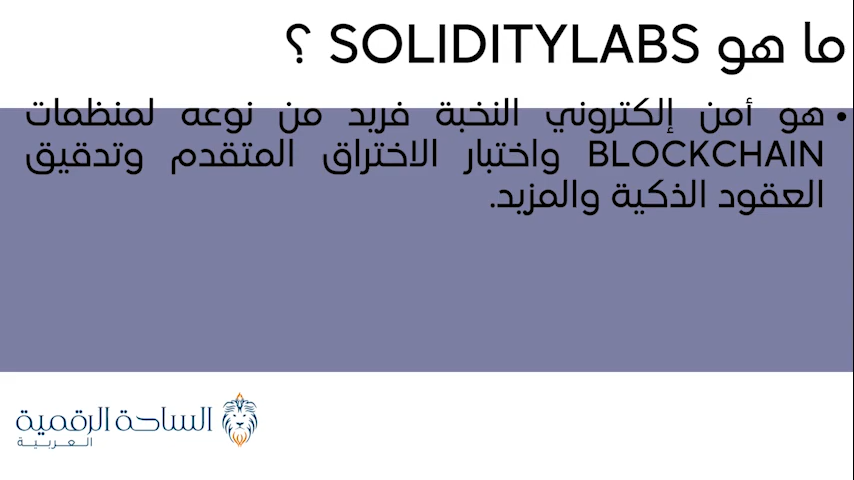 ما هو SOLIDITYLABS ؟
• هو أمن إلكتروني النخبة فريد من نوعه لمنظمات
BLOCKCHAIN واختبار الاختراق المتقدم وتدقيق
العقود الذكية والمزيد.
الساحة الرقمية
العربية